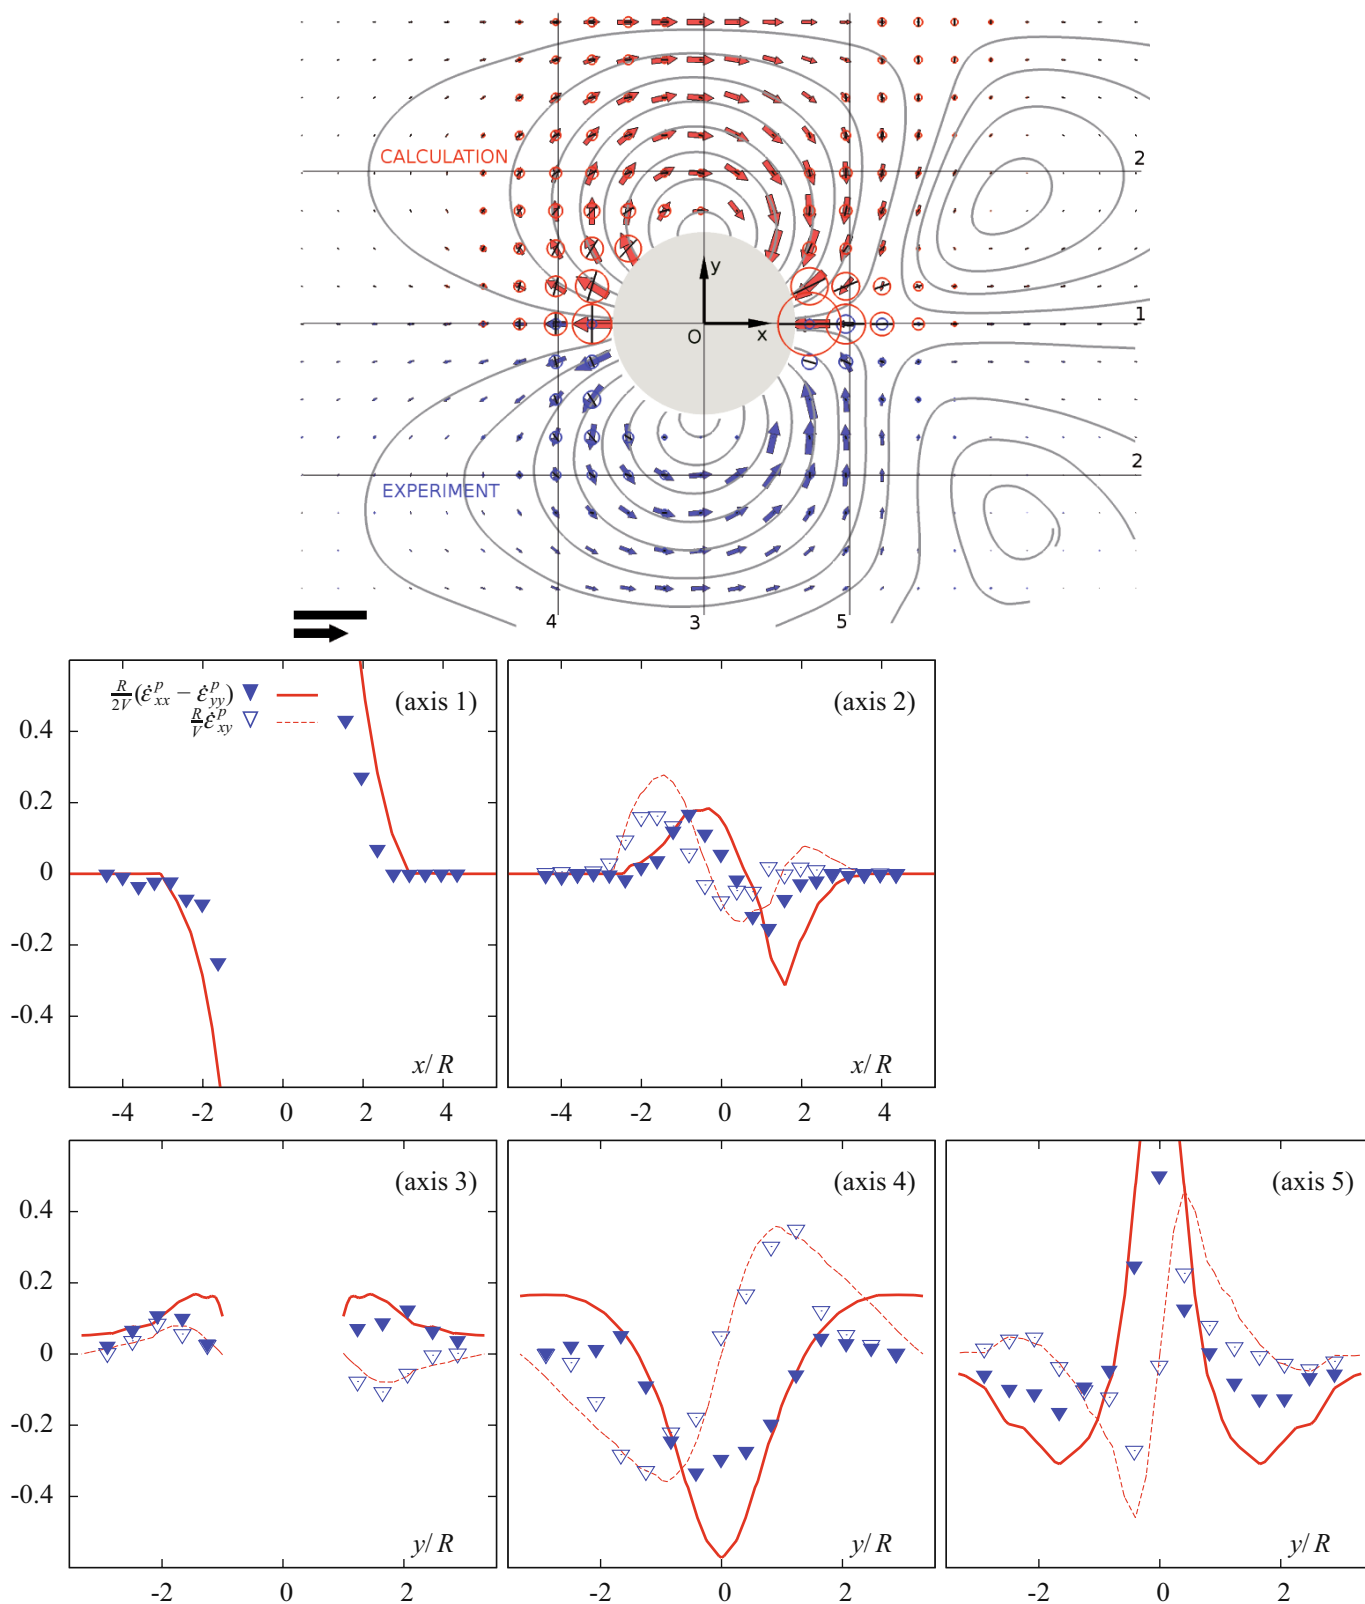 CALCULATION
2
y
1
O
x
EXPERIMENT
2
4
3
5
R/2V (ε̇ᵖxx − ε̇ᵖyy)
R/V ε̇ᵖxy
(axis 1)
(axis 2)
0.4
0.2
0
-0.2
-0.4
x/R
x/R
-4 -2 0 2 4
-4 -2 0 2 4
(axis 3)
(axis 4)
(axis 5)
0.4
0.2
0
-0.2
-0.4
y/R
y/R
y/R
-2 0 2
-2 0 2
-2 0 2